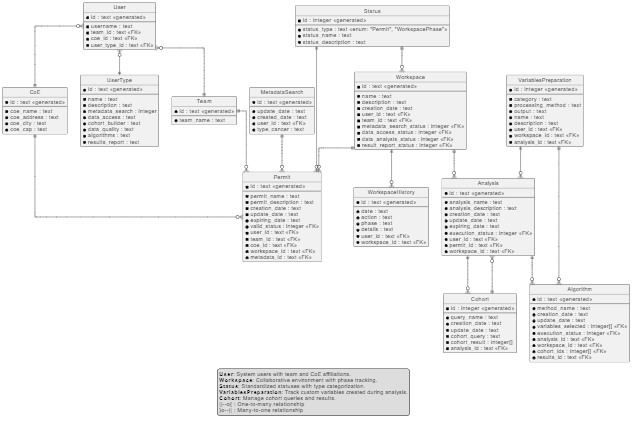 User
id : text <generated>
username : text
team_id : text <FK>
coe_id : text <FK>
user_type_id : text <FK>
Status
id : integer <generated>
status_type : text <enum: "Permit", "WorkspacePhase">
status_name : text
status_description : text
CoE
id : text <generated>
coe_name : text
coe_address : text
coe_city : text
coe_cap : text
UserType
id : text <generated>
name : text
description : text
metadata_search : integer
data_access : text
cohort_builder : text
data_quality : text
algorithms : text
results_report : text
Team
id : text <generated>
team_name : text
MetadataSearch
id : text <generated>
update_date : text
created_date : text
user_id : text <FK>
type_cancer : text
Workspace
id : text <generated>
name : text
description : text
creation_date : text
user_id : text <FK>
team_id : text <FK>
metadata_search_status : integer <FK>
data_access_status : integer <FK>
data_analysis_status : integer <FK>
result_report_status : integer <FK>
VariablesPreparation
id : integer <generated>
category : text
processing_method : text
output : text
name : text
description : text
user_id : text <FK>
workspace_id : text <FK>
analysis_id : text <FK>
Permit
id : text <generated>
permit_name : text
permit_description : text
creation_date : text
update_date : text
expiring_date : text
valid_status : integer <FK>
user_id : text <FK>
team_id : text <FK>
coe_id : text <FK>
workspace_id : text <FK>
metadata_id : text <FK>
WorkspaceHistory
id : text <generated>
date : text
action : text
phase : text
details : text
user_id : text <FK>
workspace_id : text <FK>
Analysis
id : text <generated>
analysis_name : text
analysis_description : text
creation_date : text
update_date : text
expiring_date : text
execution_status : integer <FK>
user_id : text <FK>
permit_id : text <FK>
workspace_id : text <FK>
Cohort
id : integer <generated>
query_name : text
creation_date : text
update_date : text
cohort_query : text
cohort_result : integer[]
analysis_id : text <FK>
Algorithm
id : text <generated>
method_name : text
creation_date : text
update_date : text
variables_selected : integer[] <FK>
execution_status : integer <FK>
analysis_id : text <FK>
workspace_id : text <FK>
cohort_ids : integer[] <FK>
results_id : text <FK>
User: System users with team and CoE affiliations.
Workspace: Collaborative environment with phase tracking.
Status: Standardized statuses with type categorization.
VariablesPreparation: Track custom variables created during analysis.
Cohort: Manage cohort queries and results.
||--o{ : One-to-many relationship
}o--|| : Many-to-one relationship